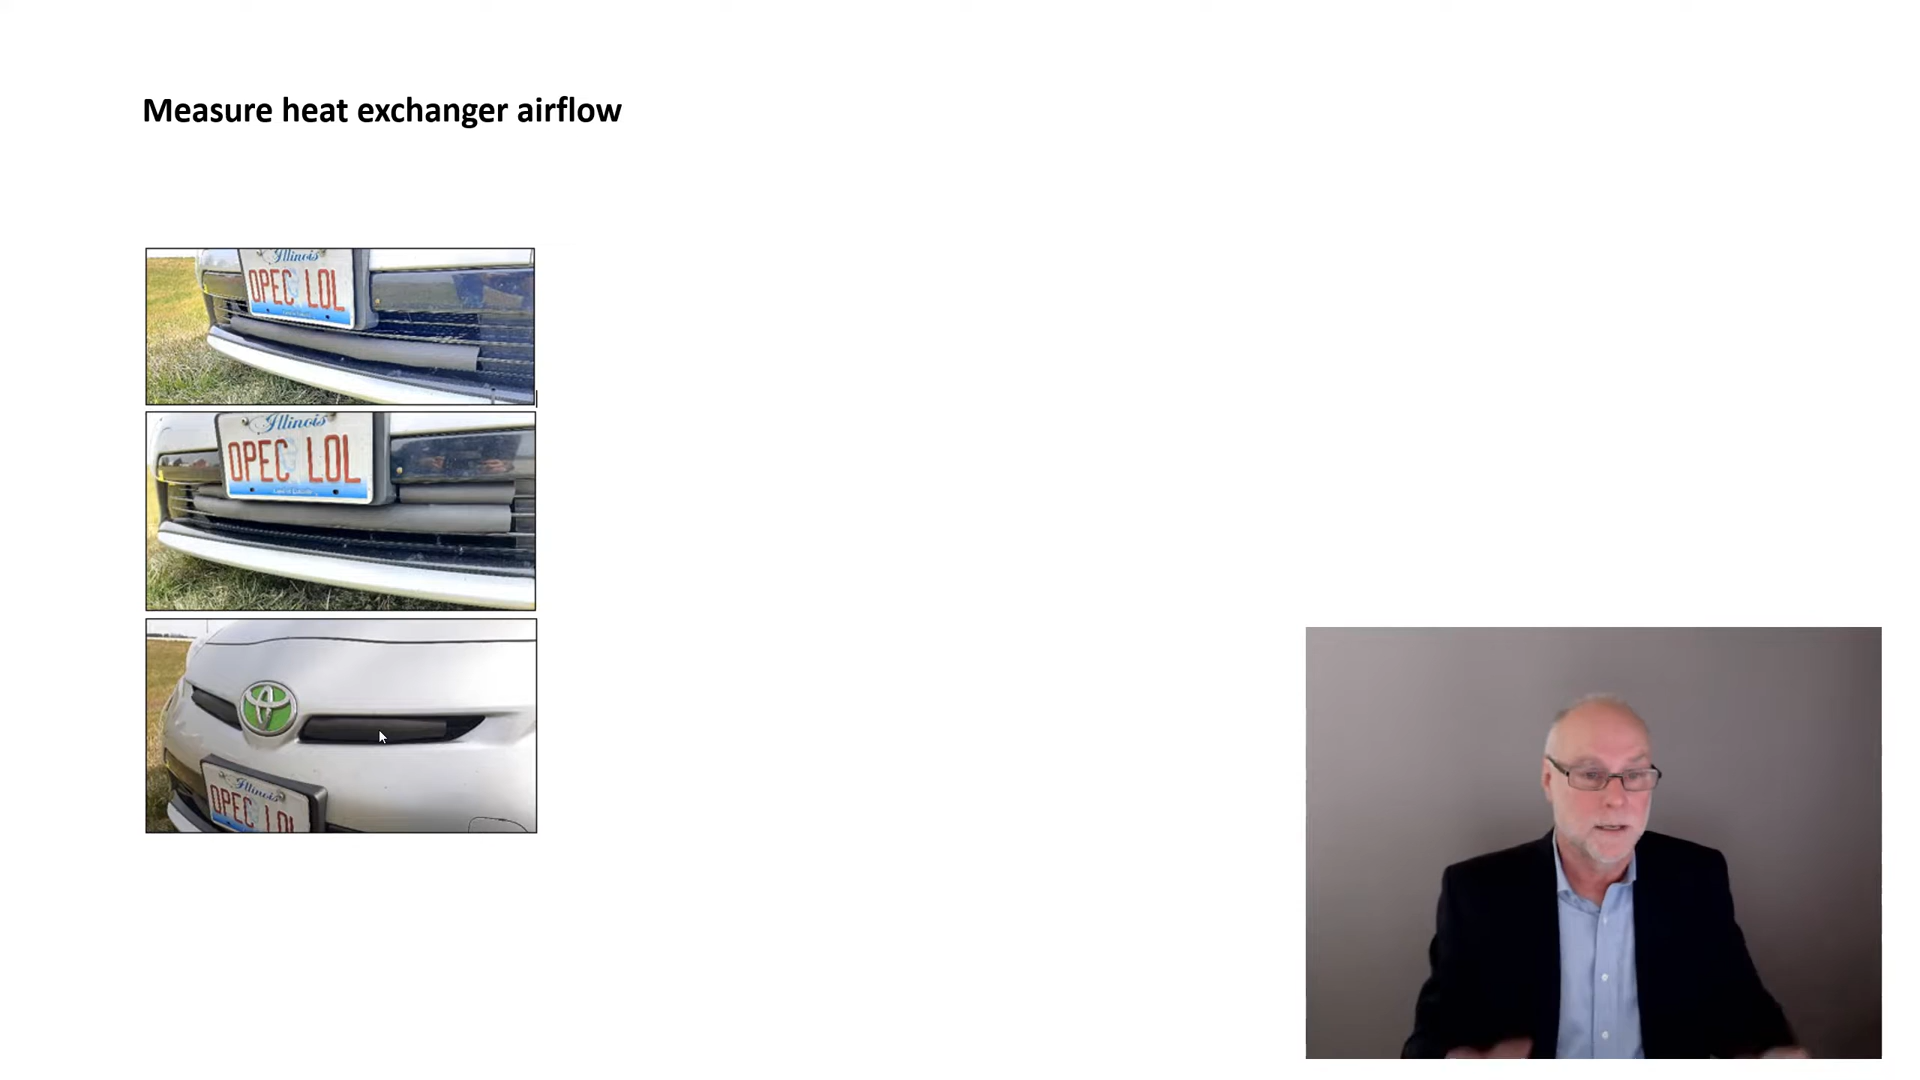 Measure heat exchanger airflow
Illinois
OPEC LOL
Illinois
OPEC LOL
Land of Lincoln
Illinois
OPEC LOL